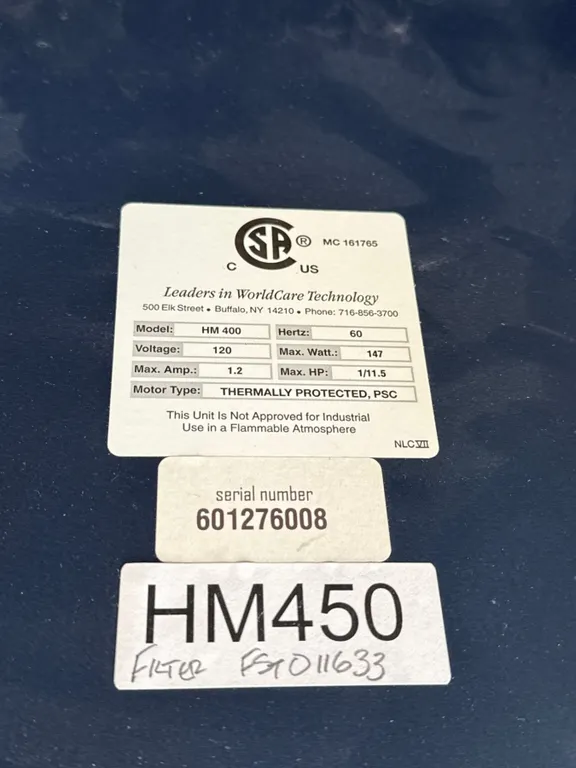 CSA ® MC 161765
C US
Leaders in WorldCare Technology
500 Elk Street • Buffalo, NY 14210 • Phone: 716-856-3700
Model: HM 400 Hertz: 60
Voltage: 120 Max. Watt.: 147
Max. Amp.: 1.2 Max. HP: 1/11.5
Motor Type: THERMALLY PROTECTED, PSC
This Unit Is Not Approved for Industrial
Use in a Flammable Atmosphere
NLCVII
serial number
601276008
HM450
FILTER FST011633